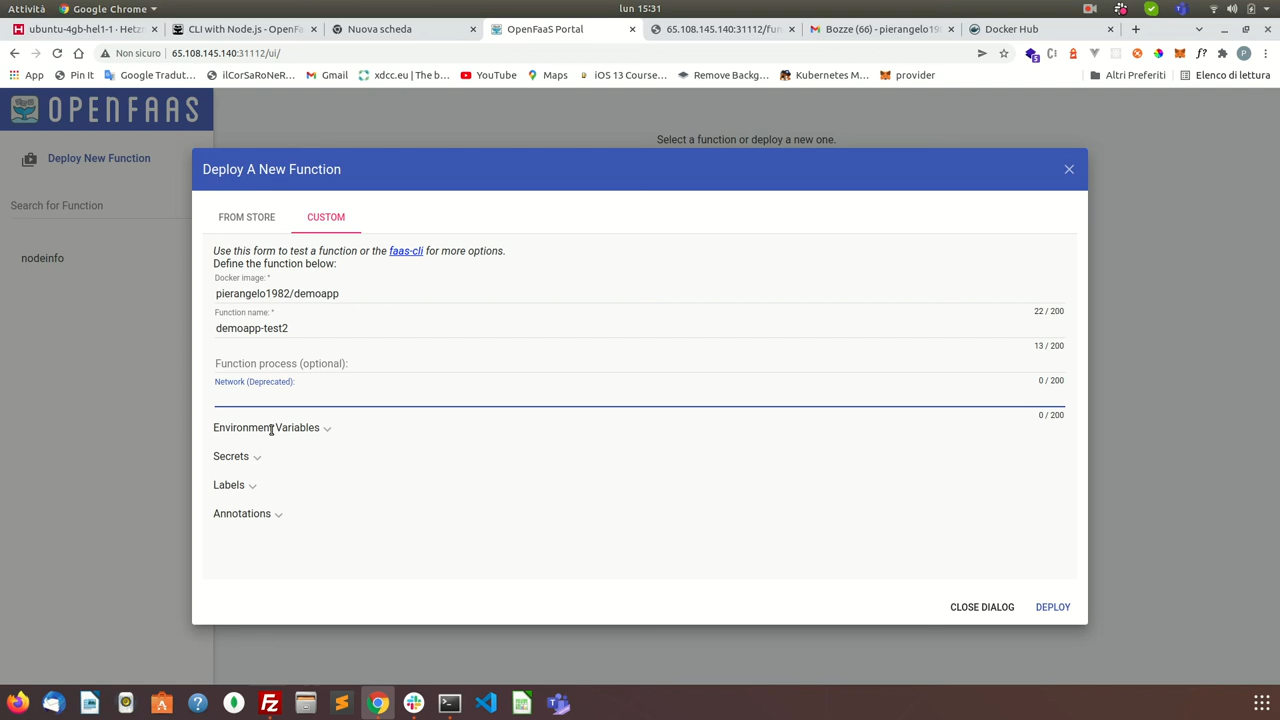 Attività
Google Chrome
lun 15:31
ubuntu-4gb-hel1-1 - Hetz
CLI with Node.js - OpenFa
Nuova scheda
OpenFaaS Portal
65.108.145.140:31112/fun
Bozze (66) - pierangelo19
Docker Hub
Non sicuro
65.108.145.140:31112/ui/
App
Pin It
Google Tradut...
ilCorSaRoNeR...
Gmail
xdcc.eu | The b...
YouTube
Maps
iOS 13 Course...
Remove Backg...
Kubernetes M...
provider
Altri Preferiti
Elenco di lettura
OPENFAAS
Select a function or deploy a new one.
Deploy New Function
Search for Function
nodeinfo
Deploy A New Function
FROM STORE
CUSTOM
Use this form to test a function or the faas-cli for more options.
Define the function below:
Docker image: *
pierangelo1982/demoapp
22 / 200
Function name: *
demoapp-test2
13 / 200
Function process (optional):
0 / 200
Network (Deprecated):
0 / 200
Environment Variables
Secrets
Labels
Annotations
CLOSE DIALOG
DEPLOY